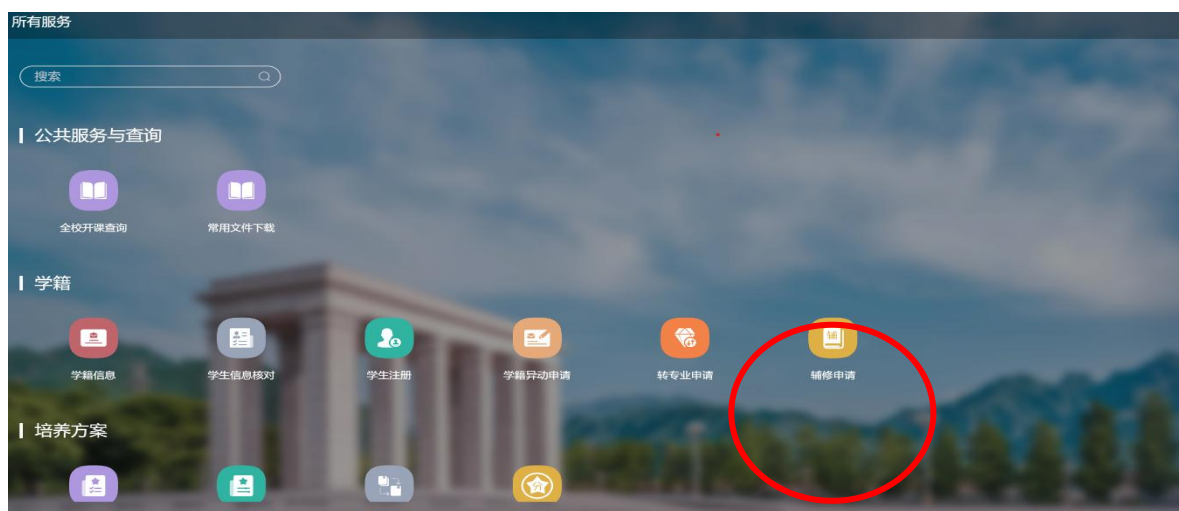 所有服务
搜索
公共服务与查询
全校开课查询
常用文件下载
学籍
辅
学籍信息
学生信息核对
学生注册
学籍异动申请
转专业申请
辅修申请
培养方案